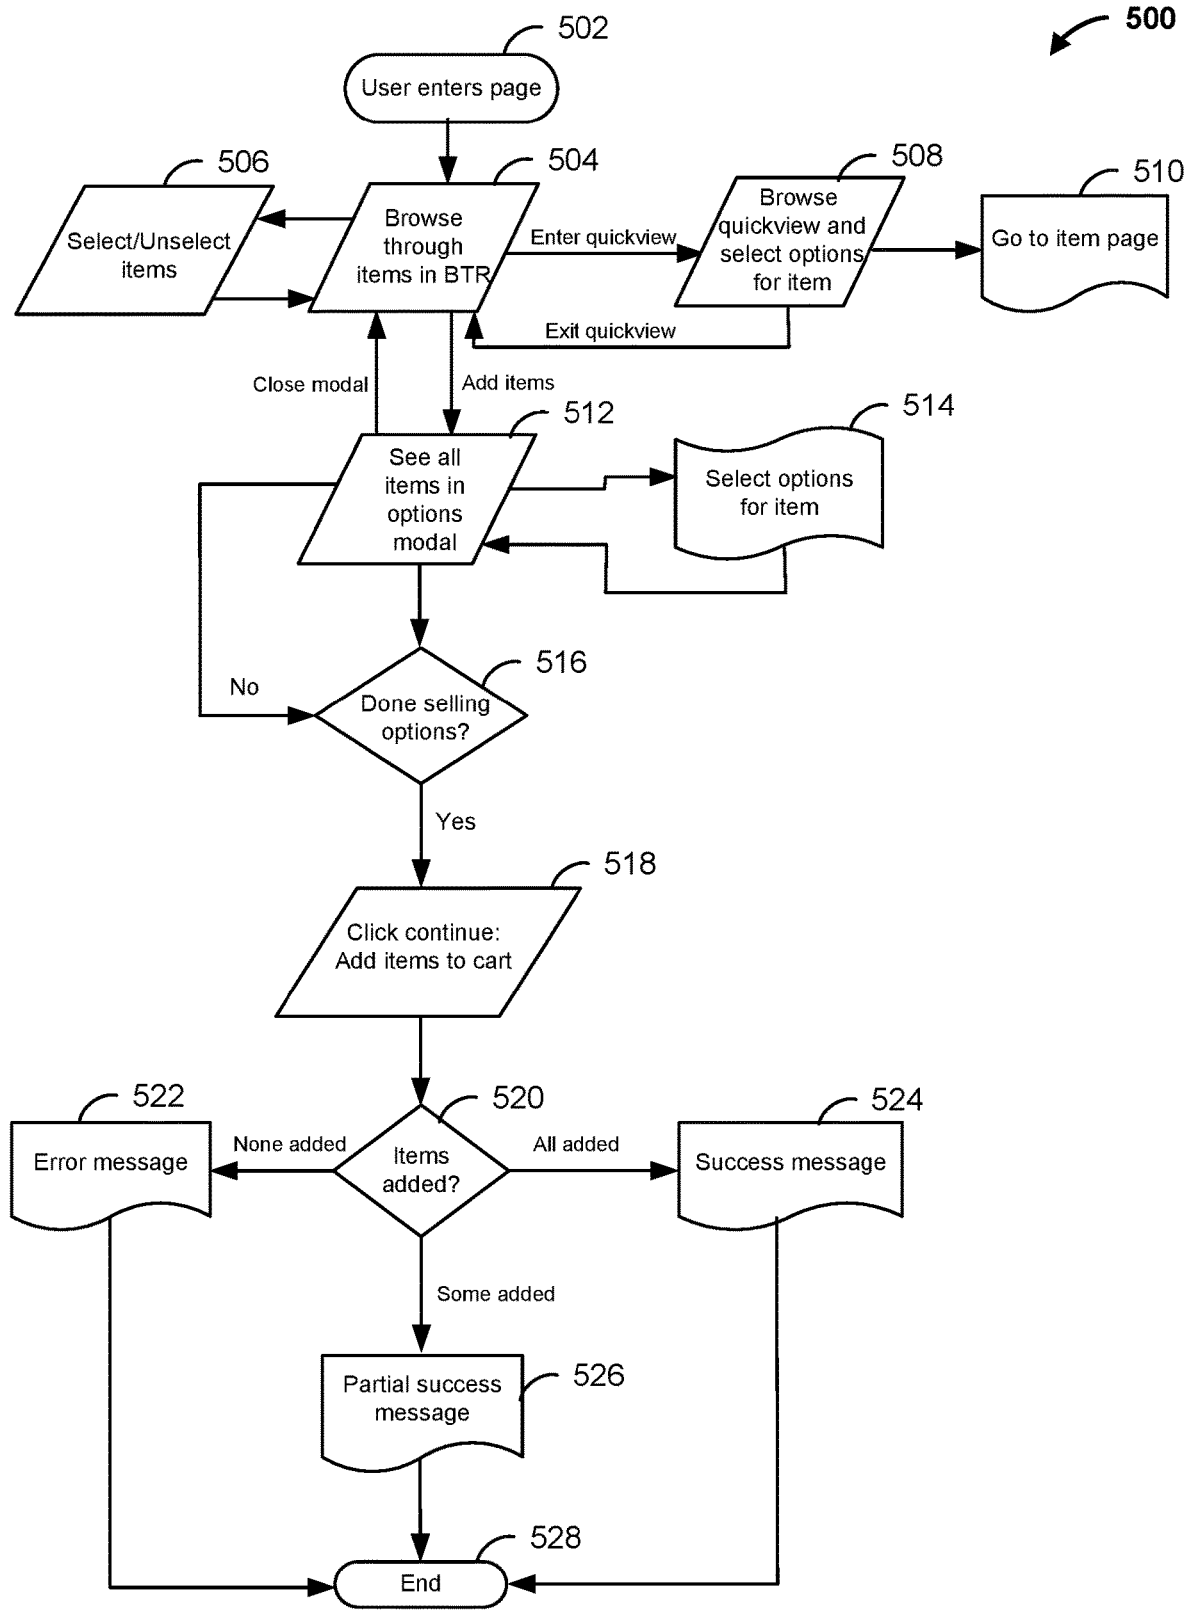 500
502
User enters page
506
504
508
510
Select/Unselect
items
Browse
through
items in BTR
Enter quickview
Browse
quickview and
select options
for item
Go to item page
Exit quickview
Close modal
Add items
512
514
See all
items in
options
modal
Select options
for item
516
No
Done selling
options?
Yes
518
Click continue:
Add items to cart
522
520
524
Error message
None added
Items
added?
All added
Success message
Some added
526
Partial success
message
528
End